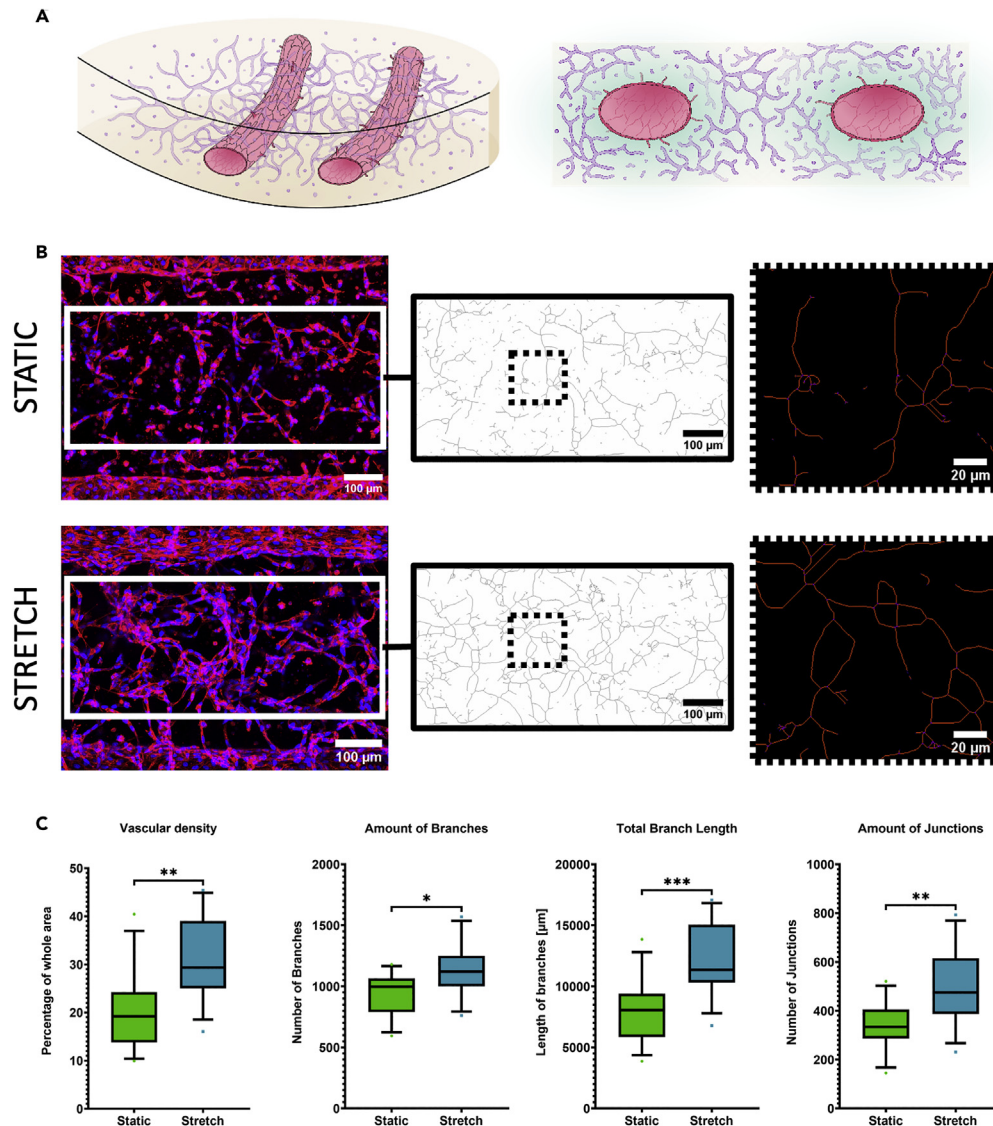 A
B
STATIC
100 µm
100 µm
20 µm
STRETCH
100 µm
100 µm
20 µm
C
Vascular density
Percentage of whole area
50
40
30
20
10
0
**
Static
Stretch
Amount of Branches
Number of Branches
2000
1500
1000
500
0
*
Static
Stretch
Total Branch Length
Length of branches [µm]
20000
15000
10000
5000
0
***
Static
Stretch
Amount of Junctions
Number of Junctions
1000
800
600
400
200
0
**
Static
Stretch